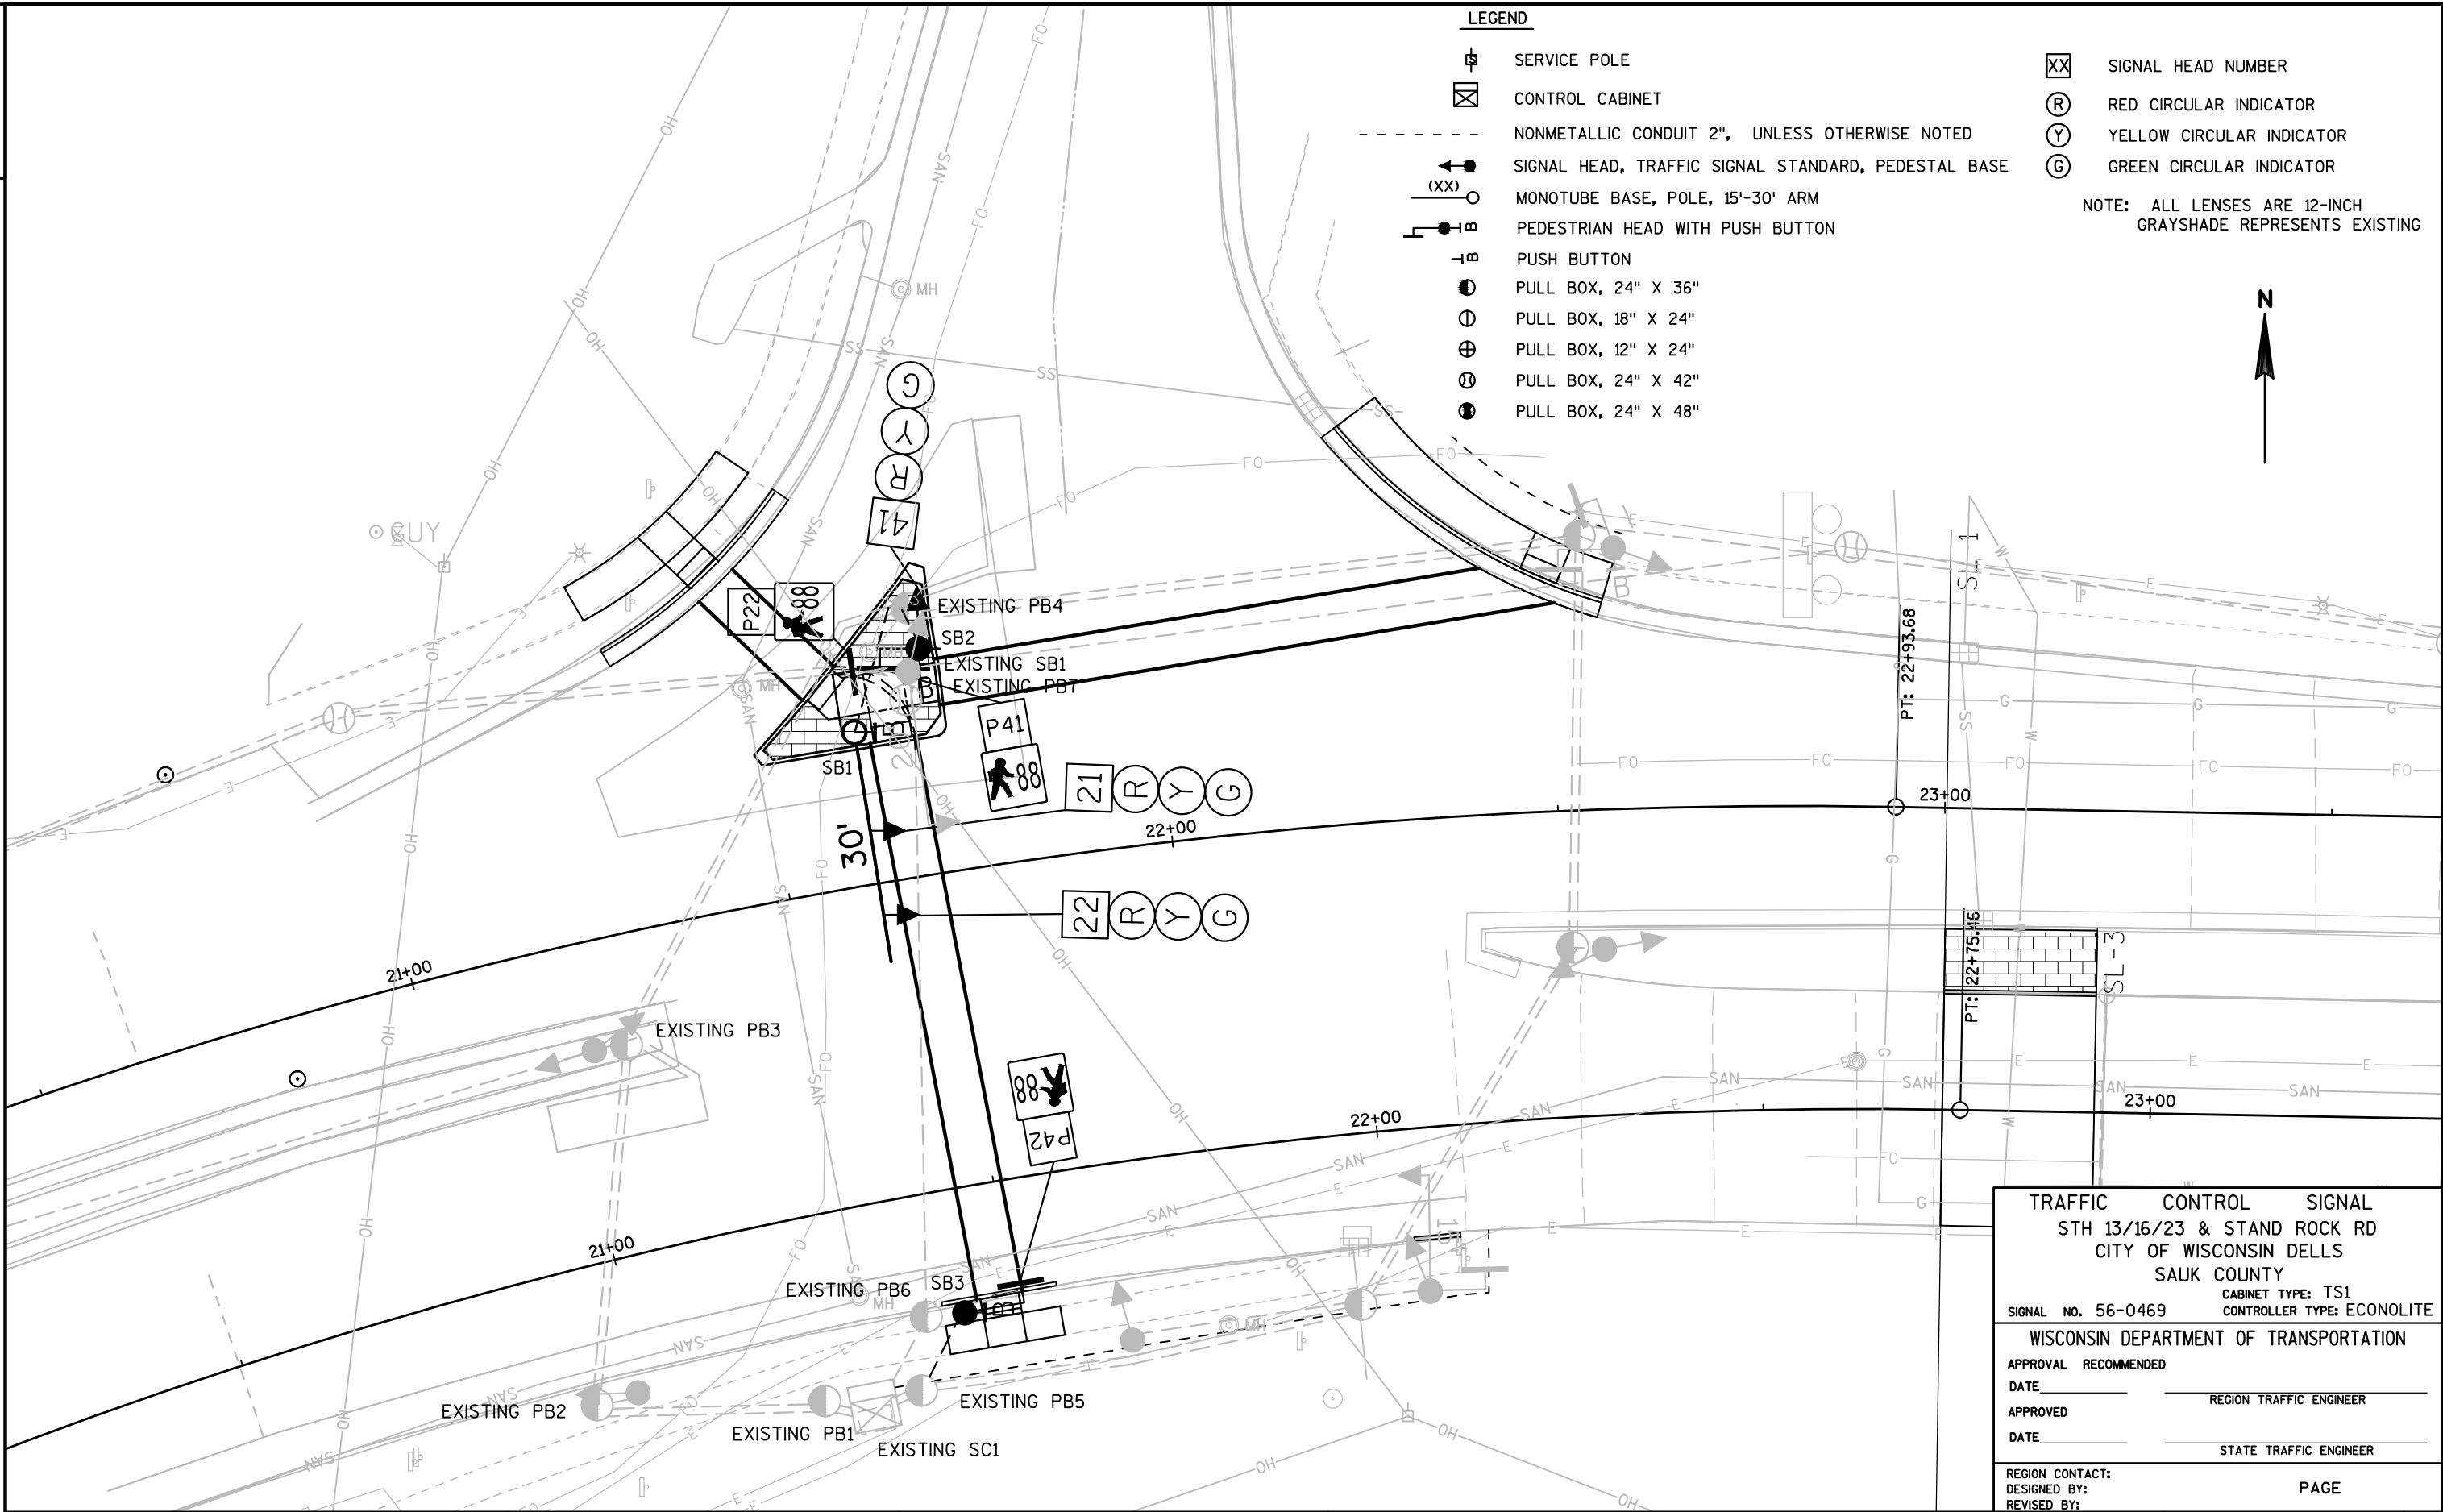 LEGEND
SERVICE POLE
CONTROL CABINET
NONMETALLIC CONDUIT 2", UNLESS OTHERWISE NOTED
SIGNAL HEAD, TRAFFIC SIGNAL STANDARD, PEDESTAL BASE
(XX)
MONOTUBE BASE, POLE, 15'-30' ARM
B PEDESTRIAN HEAD WITH PUSH BUTTON
B PUSH BUTTON
PULL BOX, 24" X 36"
PULL BOX, 18" X 24"
PULL BOX, 12" X 24"
PULL BOX, 24" X 42"
PULL BOX, 24" X 48"
XX SIGNAL HEAD NUMBER
R RED CIRCULAR INDICATOR
Y YELLOW CIRCULAR INDICATOR
G GREEN CIRCULAR INDICATOR
NOTE: ALL LENSES ARE 12-INCH
GRAYSHADE REPRESENTS EXISTING
N
G
Y
R
41
GUY
MH
MH
P22
88
EXISTING PB4
SB2
EXISTING SB1
EXISTING PB7
B
B
SB1
P41
88
21 R Y G
30'
22+00
22 R Y G
21+00
PT: 22+93.68
23+00
SL-1
PT: 22+75.46
SL-3
EXISTING PB3
88
P42
22+00
23+00
21+00
EXISTING PB6
SB3
B
MH
MH
15'
EXISTING PB2
EXISTING PB1
EXISTING SC1
EXISTING PB5
TRAFFIC CONTROL SIGNAL
STH 13/16/23 & STAND ROCK RD
CITY OF WISCONSIN DELLS
SAUK COUNTY
CABINET TYPE: TS1
SIGNAL NO. 56-0469 CONTROLLER TYPE: ECONOLITE
WISCONSIN DEPARTMENT OF TRANSPORTATION
APPROVAL RECOMMENDED
DATE
REGION TRAFFIC ENGINEER
APPROVED
DATE
STATE TRAFFIC ENGINEER
REGION CONTACT:
DESIGNED BY:
REVISED BY:
PAGE